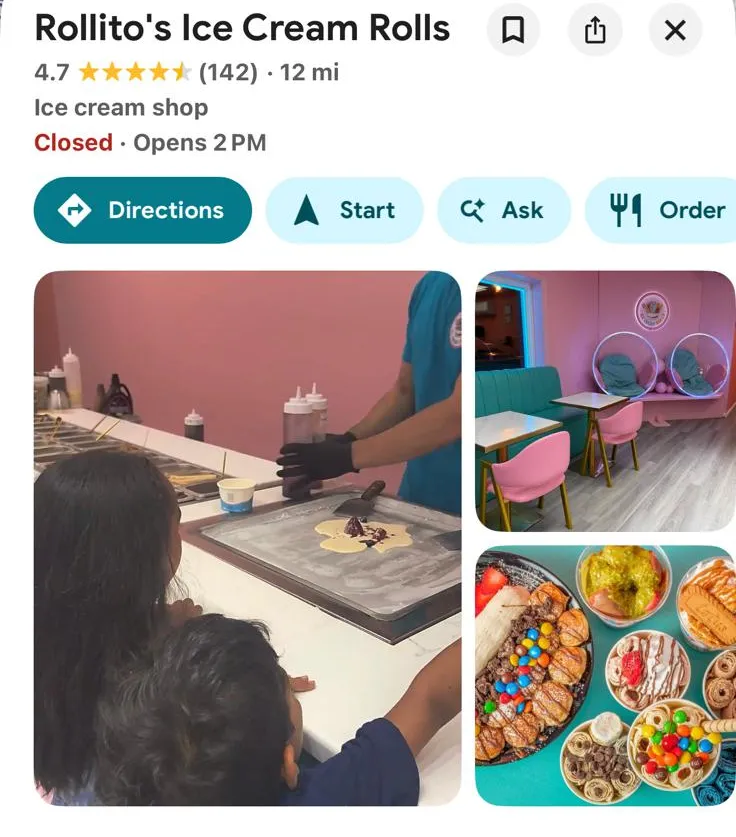 Rollito's Ice Cream Rolls
4.7 (142) · 12 mi
Ice cream shop
Closed · Opens 2 PM
Directions
Start
Ask
Order